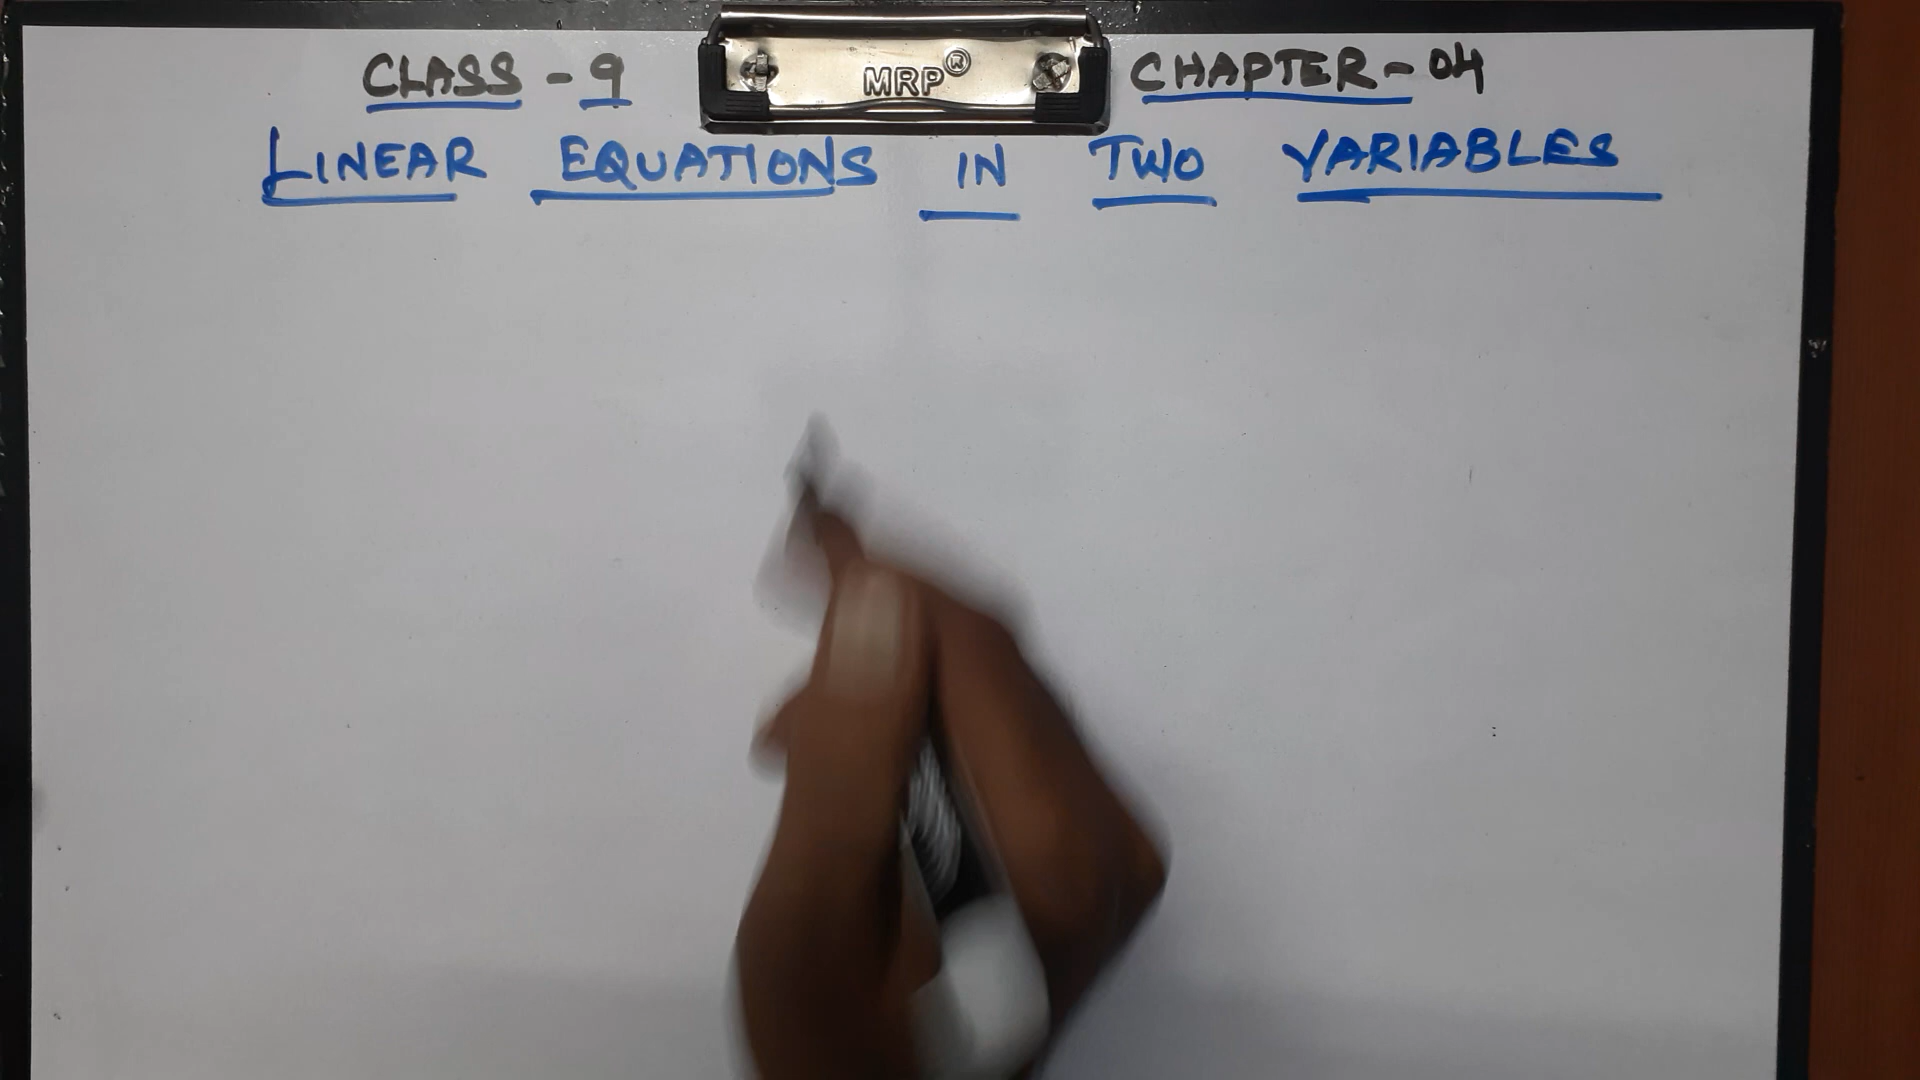 CLASS - 9
MRP®
CHAPTER - 04
LINEAR EQUATIONS IN TWO VARIABLES